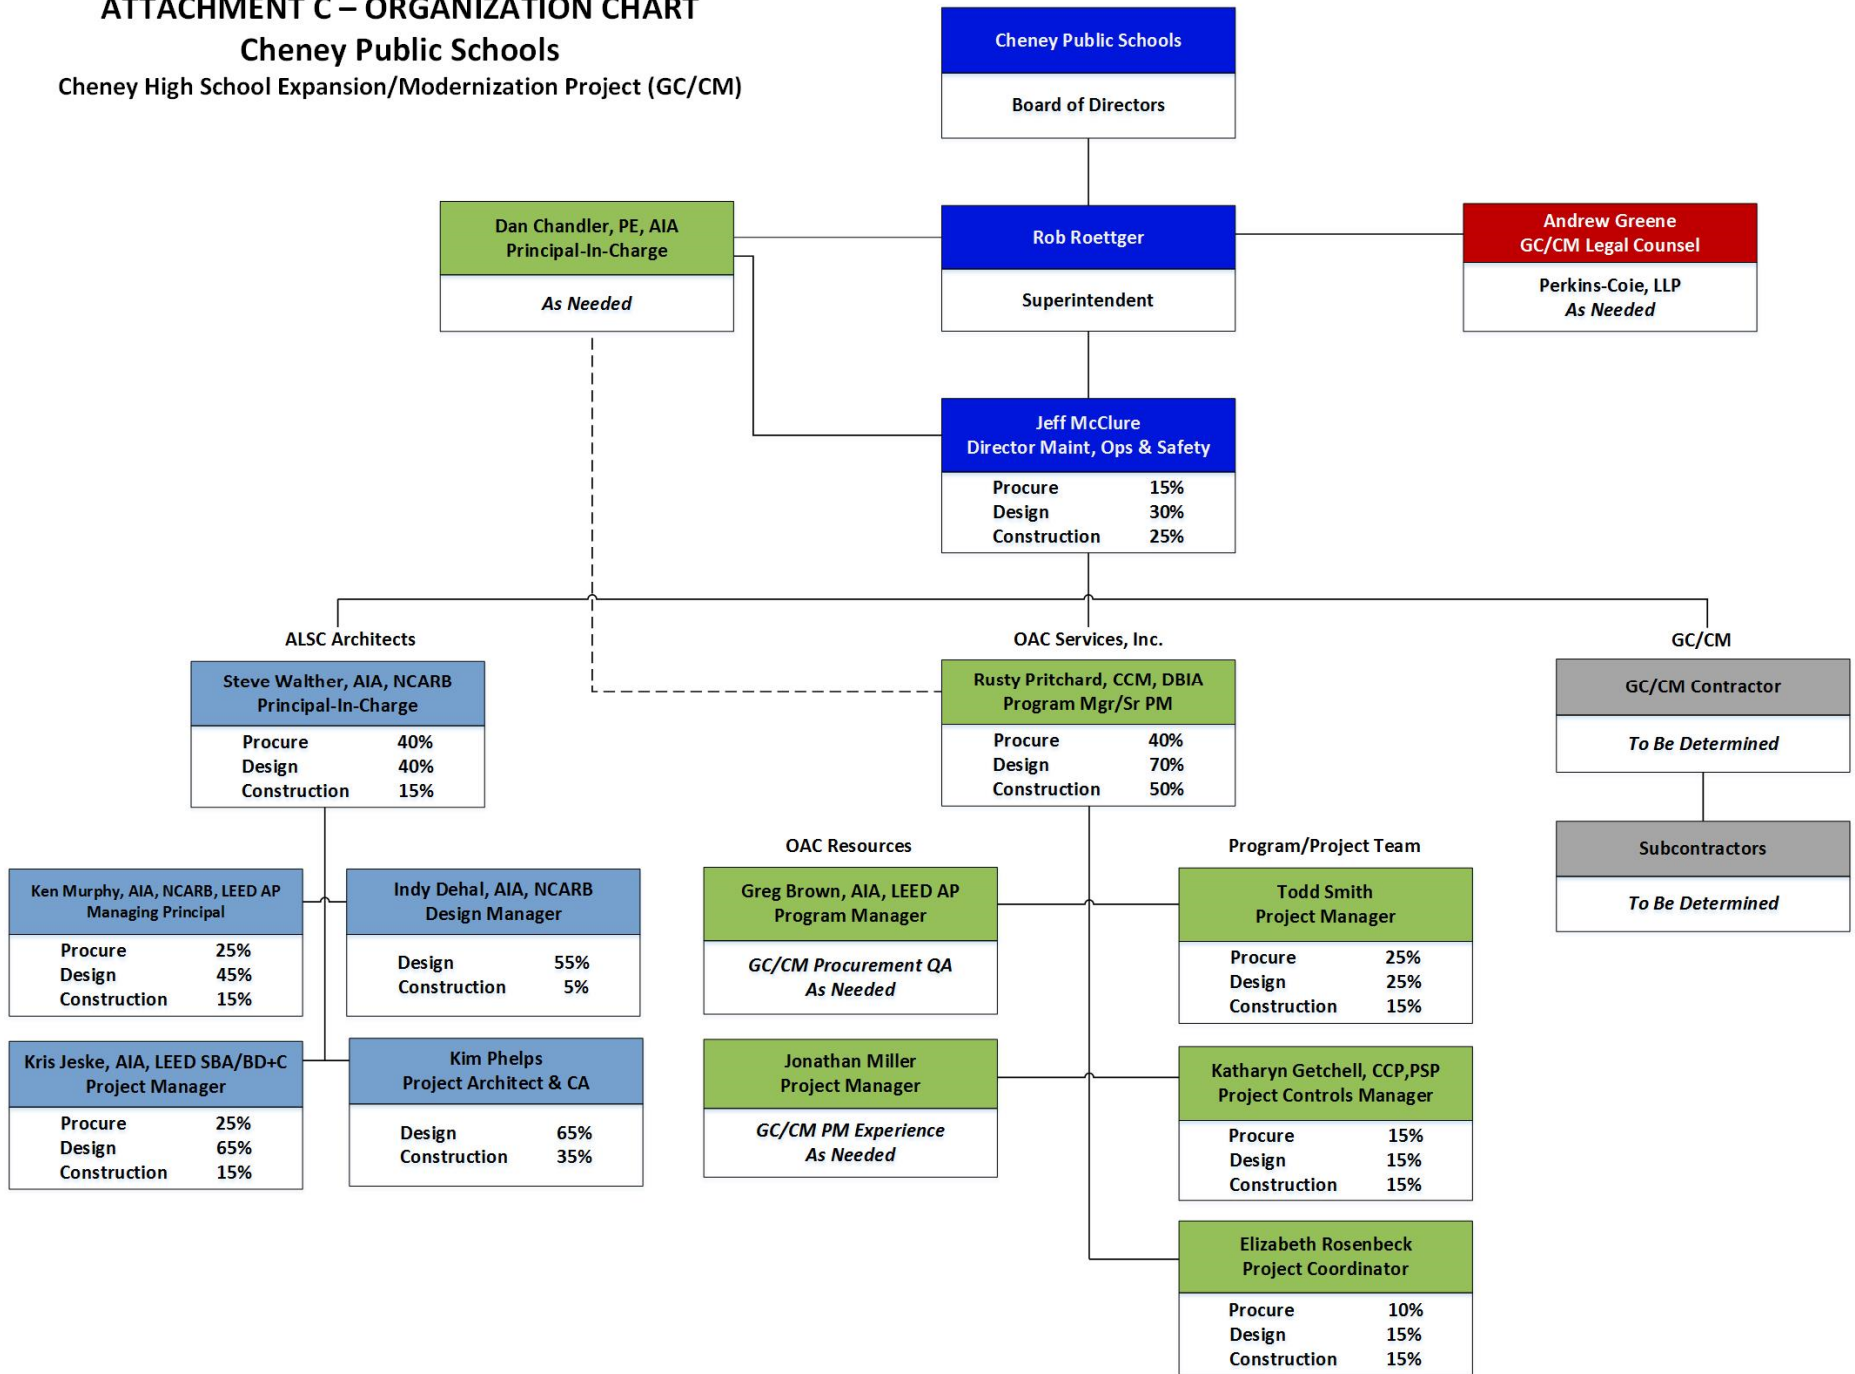 ATTACHMENT C – ORGANIZATION CHART
Cheney Public Schools
Cheney High School Expansion/Modernization Project (GC/CM)
Cheney Public Schools
Board of Directors
Dan Chandler, PE, AIA
Principal-In-Charge
As Needed
Rob Roettger
Superintendent
Andrew Greene
GC/CM Legal Counsel
Perkins-Coie, LLP
As Needed
Jeff McClure
Director Maint, Ops & Safety
Procure 15%
Design 30%
Construction 25%
ALSC Architects
Steve Walther, AIA, NCARB
Principal-In-Charge
Procure 40%
Design 40%
Construction 15%
Ken Murphy, AIA, NCARB, LEED AP
Managing Principal
Procure 25%
Design 45%
Construction 15%
Indy Dehal, AIA, NCARB
Design Manager
Design 55%
Construction 5%
Kris Jeske, AIA, LEED SBA/BD+C
Project Manager
Procure 25%
Design 65%
Construction 15%
Kim Phelps
Project Architect & CA
Design 65%
Construction 35%
OAC Services, Inc.
Rusty Pritchard, CCM, DBIA
Program Mgr/Sr PM
Procure 40%
Design 70%
Construction 50%
OAC Resources
Greg Brown, AIA, LEED AP
Program Manager
GC/CM Procurement QA
As Needed
Jonathan Miller
Project Manager
GC/CM PM Experience
As Needed
Program/Project Team
Todd Smith
Project Manager
Procure 25%
Design 25%
Construction 15%
Katharyn Getchell, CCP,PSP
Project Controls Manager
Procure 15%
Design 15%
Construction 15%
Elizabeth Rosenbeck
Project Coordinator
Procure 10%
Design 15%
Construction 15%
GC/CM
GC/CM Contractor
To Be Determined
Subcontractors
To Be Determined